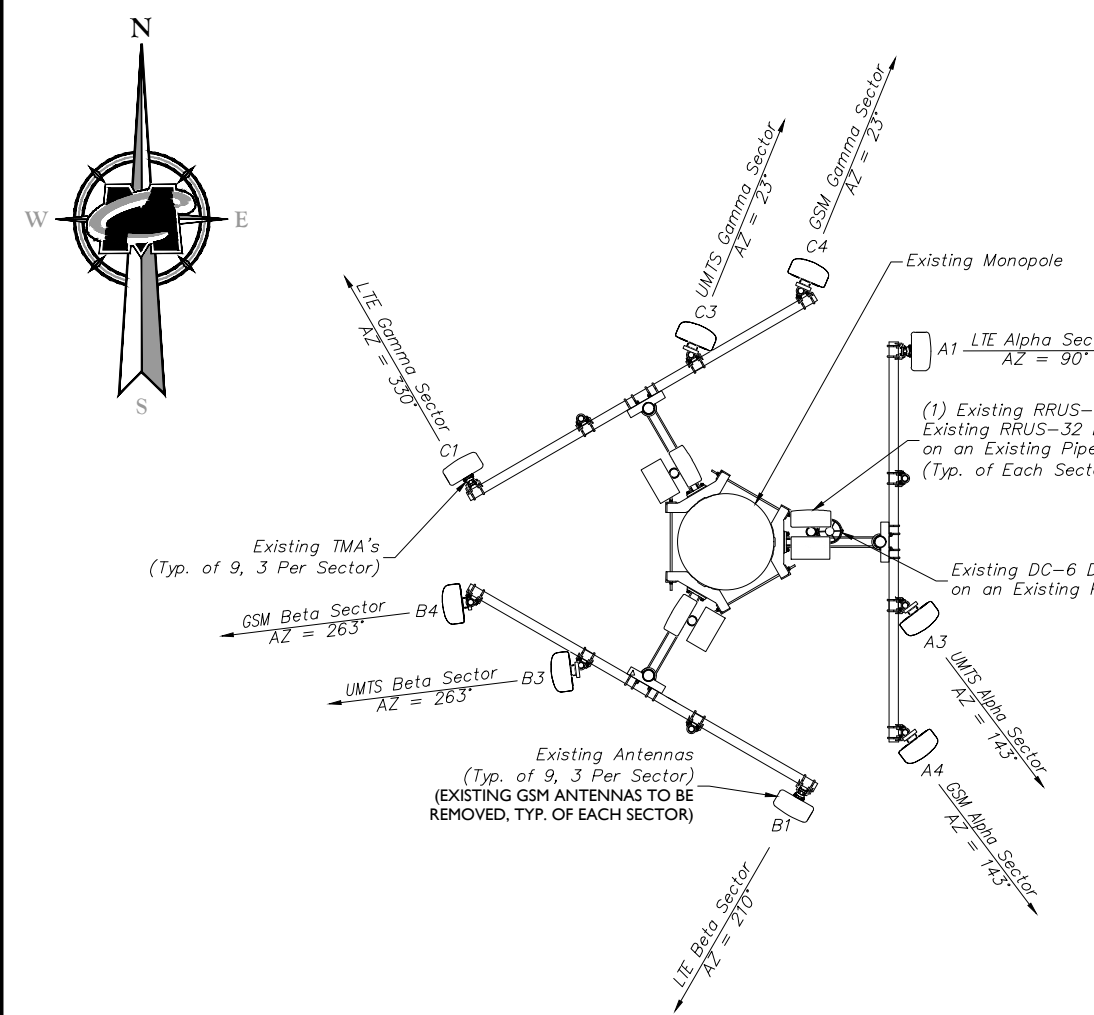 N
W
E
S
GSM Gamma Sector
AZ = 23°
UMTS Gamma Sector
AZ = 23°
C4
C3
Existing Monopole
LTE Gamma Sector
AZ = 330°
C1
A1
LTE Alpha Sec
AZ = 90°
(1) Existing RRUS-
Existing RRUS-32
on an Existing Pipe
(Typ. of Each Sect
Existing TMA's
(Typ. of 9, 3 Per Sector)
Existing DC-6
on an Existing
GSM Beta Sector
AZ = 263°
B4
UMTS Beta Sector
AZ = 263°
B3
A3
UMTS Alpha Sector
AZ = 143°
Existing Antennas
(Typ. of 9, 3 Per Sector)
(EXISTING GSM ANTENNAS TO BE
REMOVED, TYP. OF EACH SECTOR)
A4
GSM Alpha Sector
AZ = 143°
B1
LTE Beta Sector
AZ = 210°